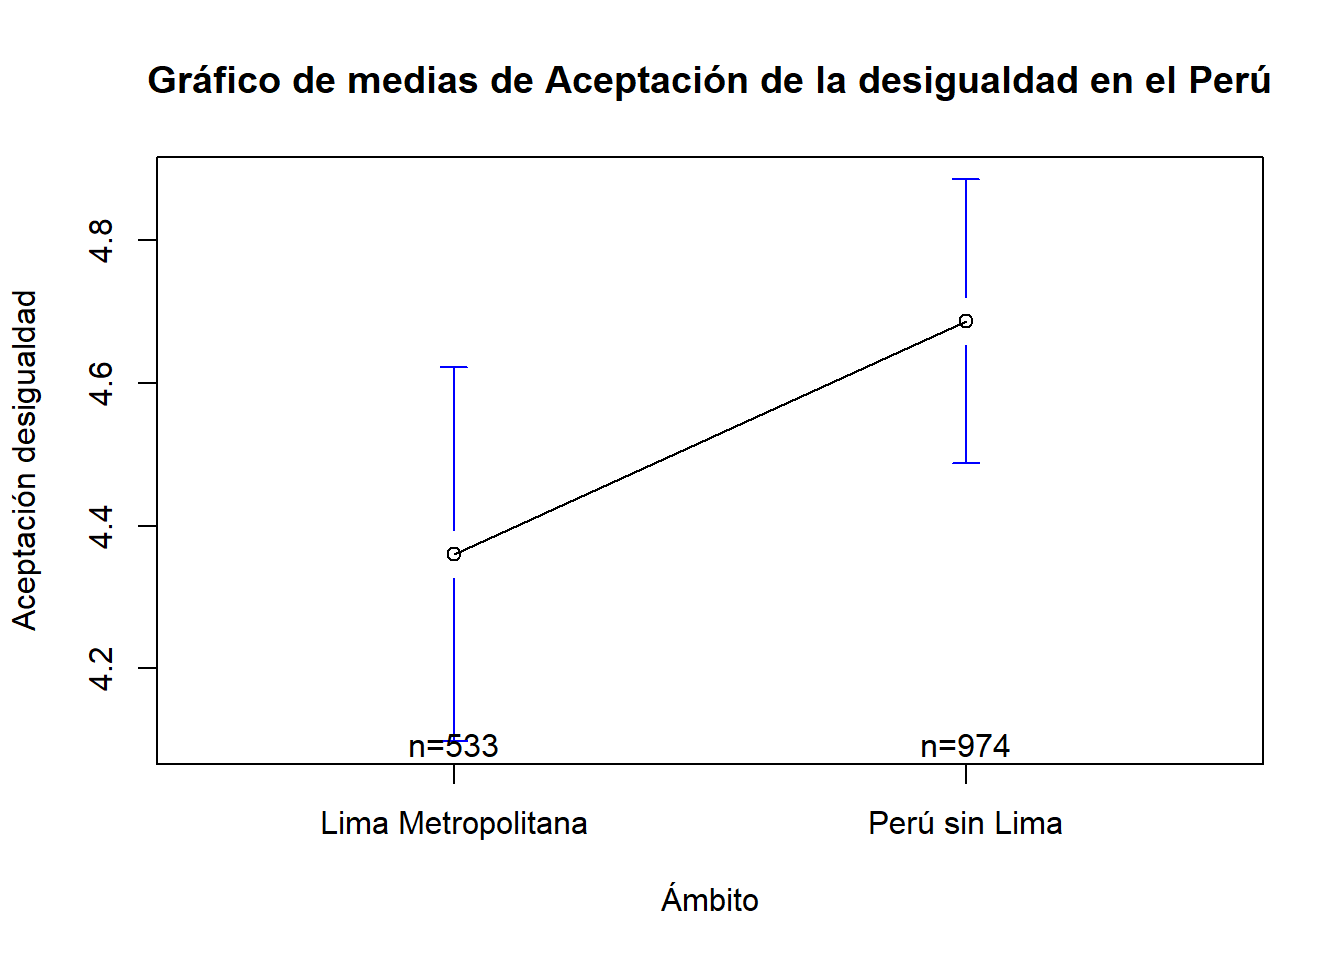 Gráfico de medias de Aceptación de la desigualdad en el Perú
Aceptación desigualdad
4.8
4.6
4.4
4.2
n=533
n=974
Lima Metropolitana
Perú sin Lima
Ámbito